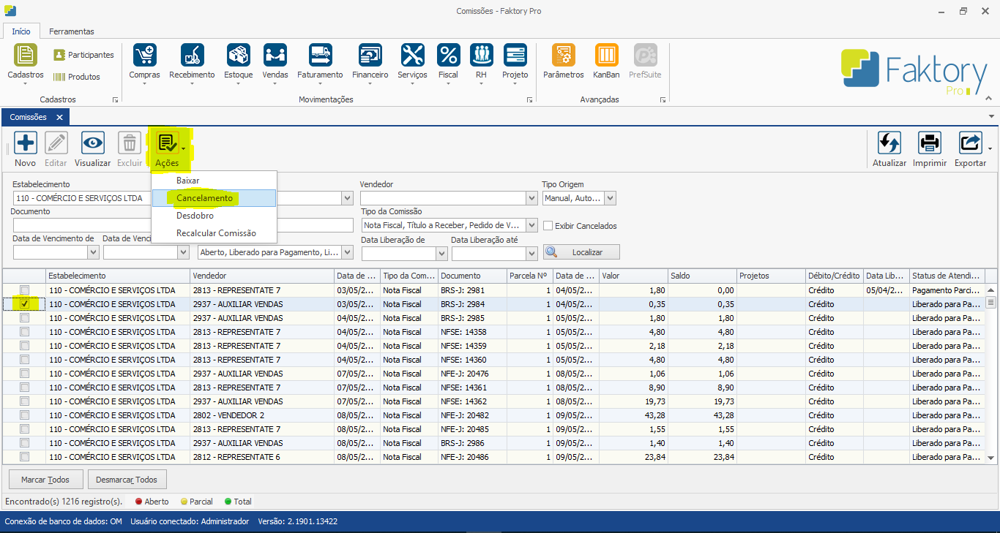 Comissões - Faktory Pro
Início Ferramentas
Cadastros Participantes Produtos Compras Recebimento Estoque Vendas Faturamento Financeiro Serviços Fiscal RH Projeto Parâmetros KanBan PrefSuite
Faktory
Pro
Cadastros Movimentações Avançadas
Comissões X
Novo Editar Visualizar Excluir Ações Atualizar Imprimir Exportar
Baixar
Cancelamento
Desdobro
Recalcular Comissão
Estabelecimento Vendedor Tipo Origem
110 - COMÉRCIO E SERVIÇOS LTDA Manual, Auto...
Documento Tipo da Comissão
Nota Fiscal, Título a Receber, Pedido de V... Exibir Cancelados
Data de Vencimento de Data de Venci Data Liberação de Data Liberação até
Aberto, Liberado para Pagamento, Li... Localizar
Estabelecimento Vendedor Data de ... Tipo da Com... Documento Parcela Nº Data de ... Valor Saldo Projetos Débito/Crédito Data Lib... Status de Atendi...
110 - COMÉRCIO E SERVIÇOS LTDA 2813 - REPRESENTATE 7 03/05/2... Nota Fiscal BRS-J: 2981 1 04/05/2... 1,80 0,00 Crédito 05/04/2... Pagamento Parci...
110 - COMÉRCIO E SERVIÇOS LTDA 2937 - AUXILIAR VENDAS 03/05/2... Nota Fiscal BRS-J: 2984 1 04/05/2... 0,35 0,35 Crédito Liberado para Pa...
110 - COMÉRCIO E SERVIÇOS LTDA 2937 - AUXILIAR VENDAS 04/05/2... Nota Fiscal BRS-J: 2985 1 05/05/2... 1,80 1,80 Crédito Liberado para Pa...
110 - COMÉRCIO E SERVIÇOS LTDA 2813 - REPRESENTATE 7 04/05/2... Nota Fiscal NFSE: 14358 1 05/05/2... 4,80 4,80 Crédito Liberado para Pa...
110 - COMÉRCIO E SERVIÇOS LTDA 2813 - REPRESENTATE 7 04/05/2... Nota Fiscal NFSE: 14359 1 05/05/2... 2,18 2,18 Crédito Liberado para Pa...
110 - COMÉRCIO E SERVIÇOS LTDA 2813 - REPRESENTATE 7 04/05/2... Nota Fiscal NFSE: 14360 1 05/05/2... 4,80 4,80 Crédito Liberado para Pa...
110 - COMÉRCIO E SERVIÇOS LTDA 2937 - AUXILIAR VENDAS 07/05/2... Nota Fiscal NFE-J: 20476 1 08/05/2... 1,06 1,06 Crédito Liberado para Pa...
110 - COMÉRCIO E SERVIÇOS LTDA 2813 - REPRESENTATE 7 07/05/2... Nota Fiscal NFSE: 14361 1 08/05/2... 8,90 8,90 Crédito Liberado para Pa...
110 - COMÉRCIO E SERVIÇOS LTDA 2937 - AUXILIAR VENDAS 07/05/2... Nota Fiscal NFSE: 14362 1 08/05/2... 19,73 19,73 Crédito Liberado para Pa...
110 - COMÉRCIO E SERVIÇOS LTDA 2802 - VENDEDOR 2 08/05/2... Nota Fiscal NFE-J: 20482 1 09/05/2... 43,28 43,28 Crédito Liberado para Pa...
110 - COMÉRCIO E SERVIÇOS LTDA 2813 - REPRESENTATE 7 08/05/2... Nota Fiscal NFE-J: 20485 1 09/05/2... 1,55 1,55 Crédito Liberado para Pa...
110 - COMÉRCIO E SERVIÇOS LTDA 2937 - AUXILIAR VENDAS 08/05/2... Nota Fiscal BRS-J: 2986 1 09/05/2... 1,40 1,40 Crédito Liberado para Pa...
110 - COMÉRCIO E SERVIÇOS LTDA 2812 - REPRESENTATE 6 08/05/2... Nota Fiscal NFE-J: 20486 1 09/05/2... 23,84 23,84 Crédito Liberado para Pa...
Marcar Todos Desmarcar Todos
Encontrado(s) 1216 registro(s). Aberto Parcial Total
Conexão de banco de dados: OM Usuário conectado: Administrador Versão: 2.1901.13422